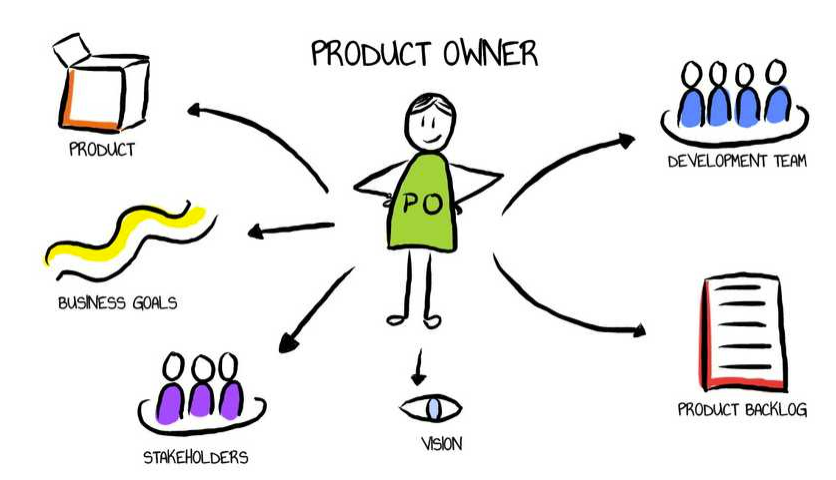 PRODUCT OWNER
PRODUCT
DEVELOPMENT TEAM
PO
BUSINESS GOALS
PRODUCT BACKLOG
STAKEHOLDERS
VISION